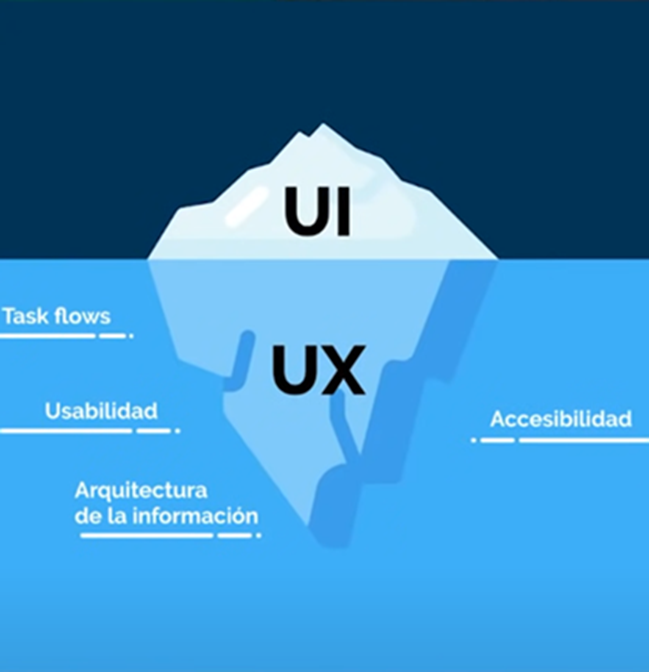 UI
Task flows
UX
Usabilidad
Accesibilidad
Arquitectura
de la información